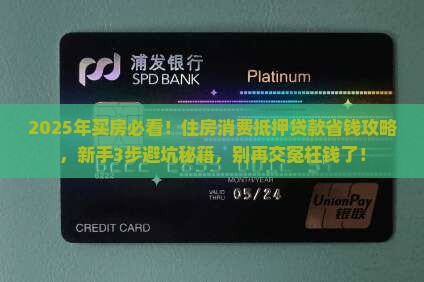 浦发银行
SPD BANK
Platinum
2025年买房必看！住房消费抵押贷款省钱攻略
，新手3步避坑秘籍，别再交冤枉钱了！
MONTH/YEAR
VALID
THRU
05/24
UnionPay
银联
CREDIT CARD